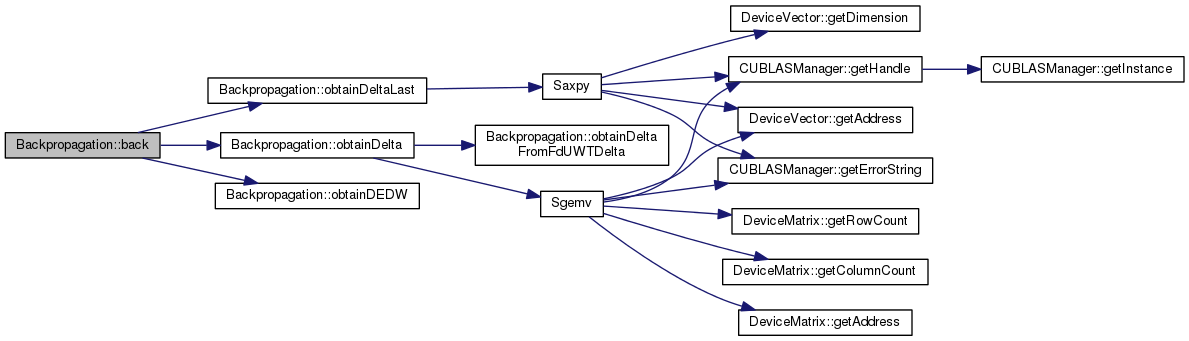 Backpropagation::back
Backpropagation::obtainDeltaLast
Backpropagation::obtainDelta
Backpropagation::obtainDEDW
Saxpy
Backpropagation::obtainDelta
FromFdUWTDelta
Sgemv
DeviceVector::getDimension
CUBLASManager::getHandle
DeviceVector::getAddress
CUBLASManager::getErrorString
DeviceMatrix::getRowCount
DeviceMatrix::getColumnCount
DeviceMatrix::getAddress
CUBLASManager::getInstance